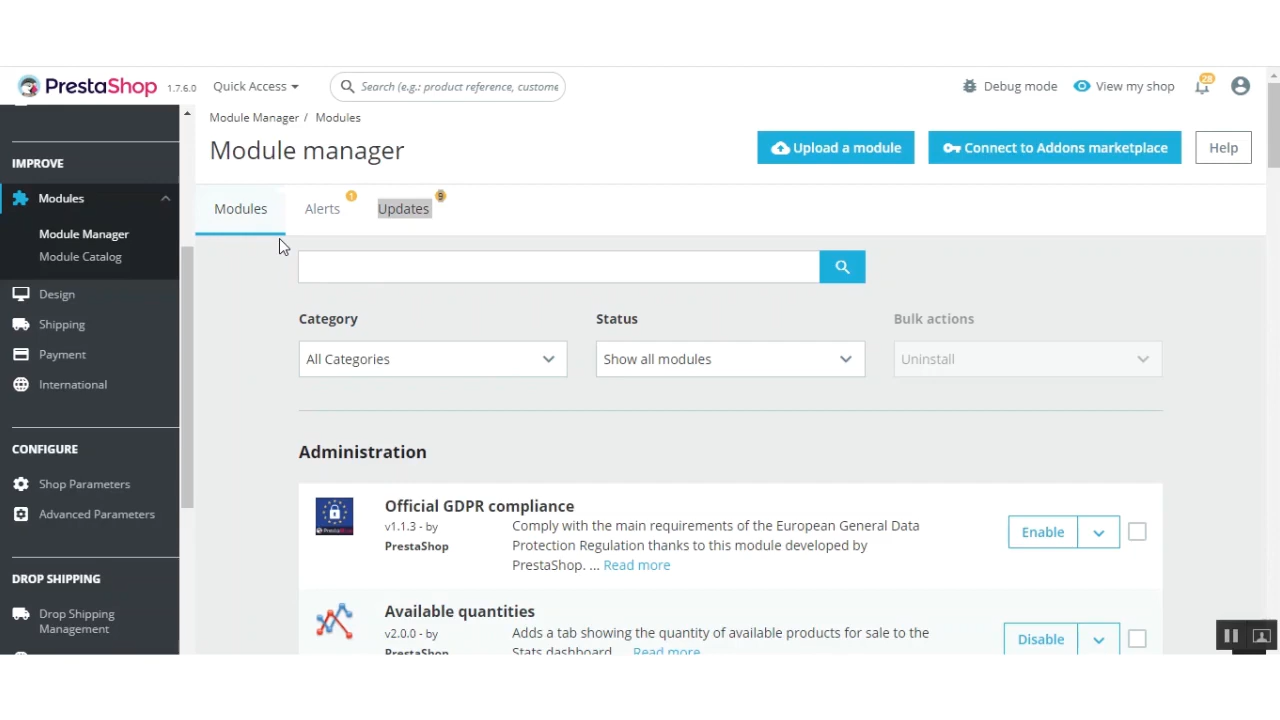 PrestaShop 1.7.6.0
Quick Access
Search (e.g.: product reference, custome
Debug mode
View my shop
28
IMPROVE
Modules
Module Manager
Module Catalog
Design
Shipping
Payment
International
CONFIGURE
Shop Parameters
Advanced Parameters
DROP SHIPPING
Drop Shipping
Management
Module Manager / Modules
Module manager
Upload a module
Connect to Addons marketplace
Help
Modules
Alerts
1
Updates
9
Category
Status
Bulk actions
All Categories
Show all modules
Uninstall
Administration
Official GDPR compliance
v1.1.3 - by
PrestaShop
Comply with the main requirements of the European General Data
Protection Regulation thanks to this module developed by
PrestaShop. ... Read more
Enable
Available quantities
v2.0.0 - by
PrestaShop
Adds a tab showing the quantity of available products for sale to the
Stats dashboard. ... Read more
Disable